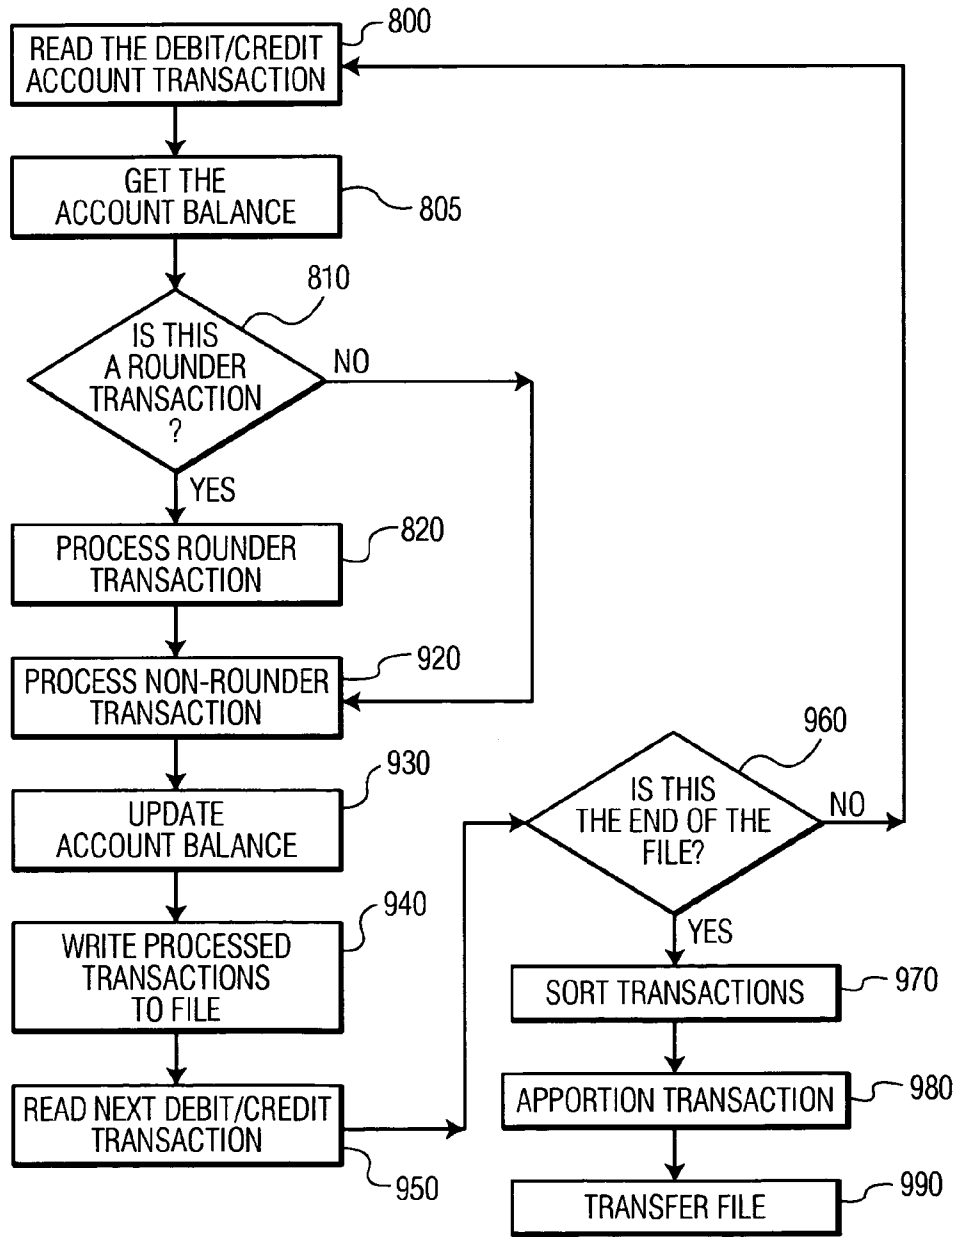 800
READ THE DEBIT/CREDIT
ACCOUNT TRANSACTION
GET THE
ACCOUNT BALANCE
805
810
IS THIS
A ROUNDER
TRANSACTION
?
NO
YES
PROCESS ROUNDER
TRANSACTION
820
PROCESS NON-ROUNDER
TRANSACTION
920
930
UPDATE
ACCOUNT BALANCE
940
WRITE PROCESSED
TRANSACTIONS
TO FILE
READ NEXT DEBIT/CREDIT
TRANSACTION
950
960
IS THIS
THE END OF THE
FILE?
NO
YES
SORT TRANSACTIONS
970
APPORTION TRANSACTION
980
TRANSFER FILE
990